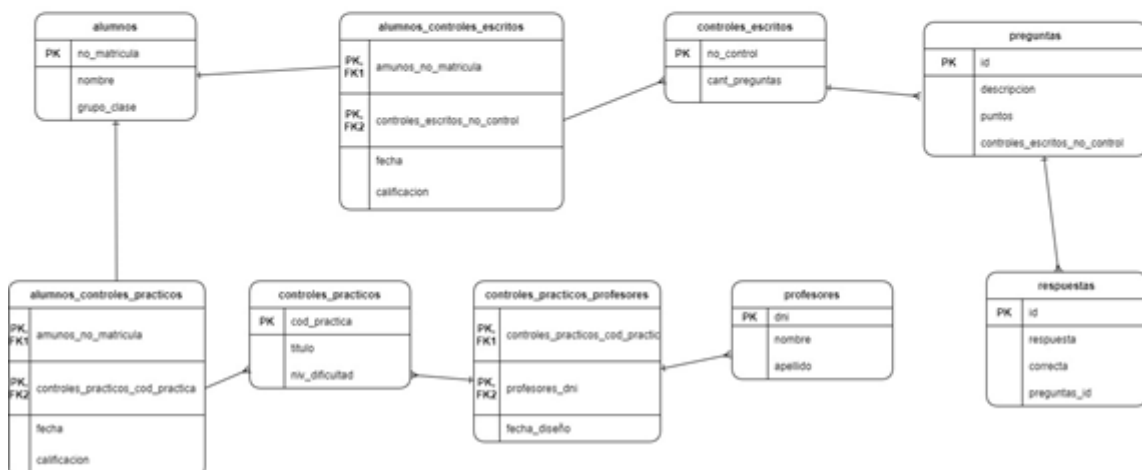 alumnos
PK no_matricula
nombre
grupo_clase
alumnos_controles_escritos
PK, FK1 amunos_no_matricula
PK, FK2 controles_escritos_no_control
fecha
calificacion
controles_escritos
PK no_control
cant_preguntas
preguntas
PK id
descripcion
puntos
controles_escritos_no_control
alumnos_controles_practicos
PK, FK1 amunos_no_matricula
PK, FK2 controles_practicos_cod_practica
fecha
calificacion
controles_practicos
PK cod_practica
titulo
niv_dificultad
controles_practicos_profesores
PK, FK1 controles_practicos_cod_practic
PK, FK2 profesores_dni
fecha_diseño
profesores
PK dni
nombre
apellido
respuestas
PK id
respuesta
correcta
preguntas_id